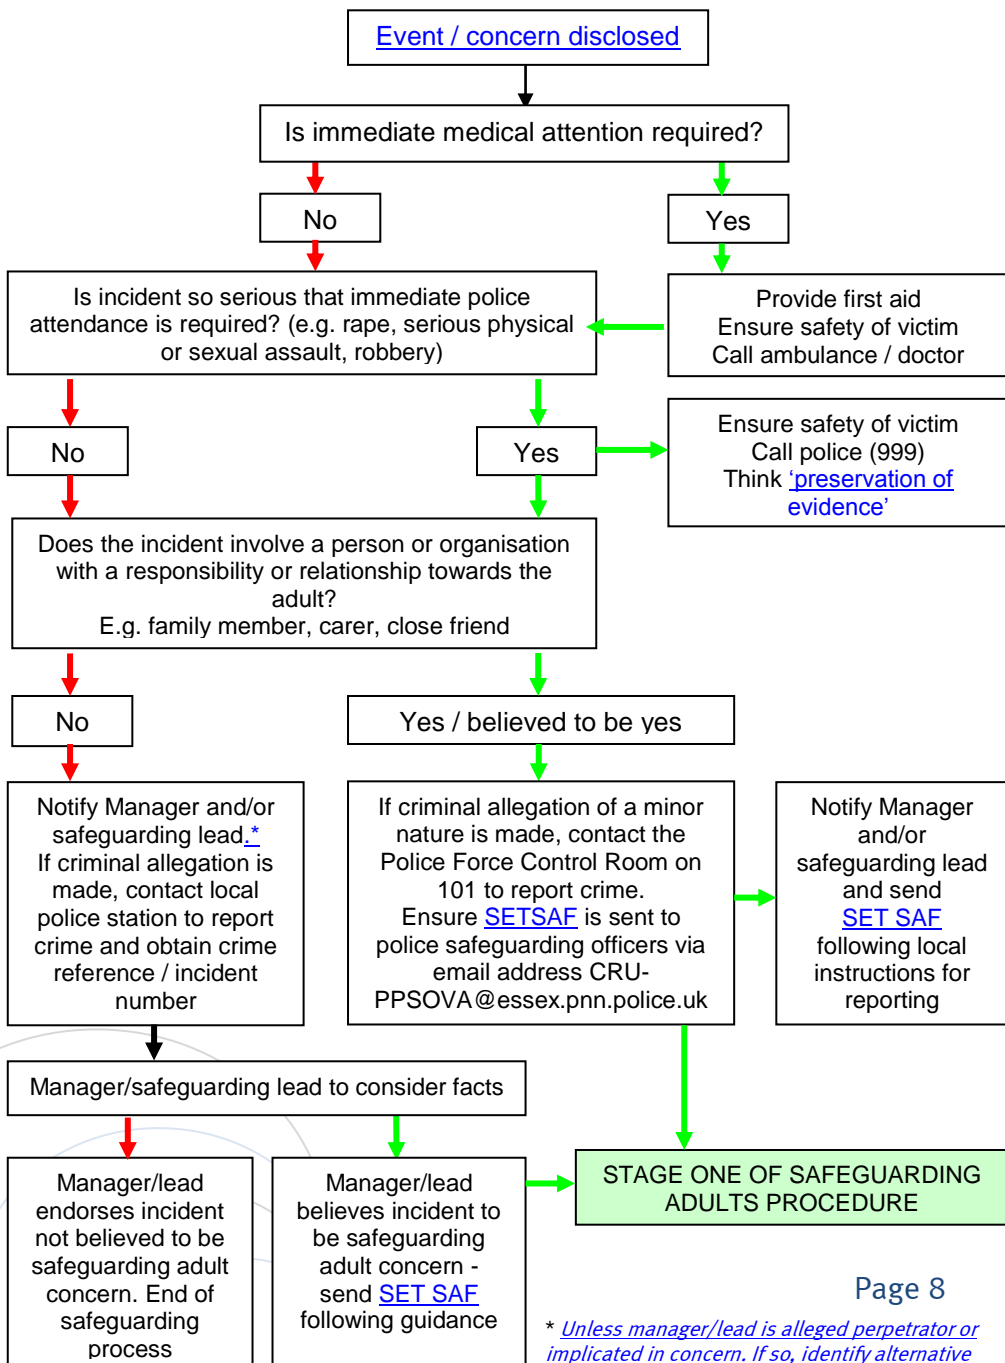 Event / concern disclosed
Is immediate medical attention required?
No
Yes
Is incident so serious that immediate police
attendance is required? (e.g. rape, serious physical
or sexual assault, robbery)
Provide first aid
Ensure safety of victim
Call ambulance / doctor
No
Yes
Ensure safety of victim
Call police (999)
Think ‘preservation of
evidence’
Does the incident involve a person or organisation
with a responsibility or relationship towards the
adult?
E.g. family member, carer, close friend
No
Yes / believed to be yes
Notify Manager and/or
safeguarding lead.*
If criminal allegation is
made, contact local
police station to report
crime and obtain crime
reference / incident
number
If criminal allegation of a minor
nature is made, contact the
Police Force Control Room on
101 to report crime.
Ensure SETSAF is sent to
police safeguarding officers via
email address CRU-
PPSOVA@essex.pnn.police.uk
Notify Manager
and/or
safeguarding lead
and send
SET SAF
following local
instructions for
reporting
Manager/safeguarding lead to consider facts
Manager/lead
endorses incident
not believed to be
safeguarding adult
concern. End of
safeguarding
process
Manager/lead
believes incident to
be safeguarding
adult concern -
send SET SAF
following guidance
STAGE ONE OF SAFEGUARDING
ADULTS PROCEDURE
Page 8
* Unless manager/lead is alleged perpetrator or
implicated in concern. If so, identify alternative